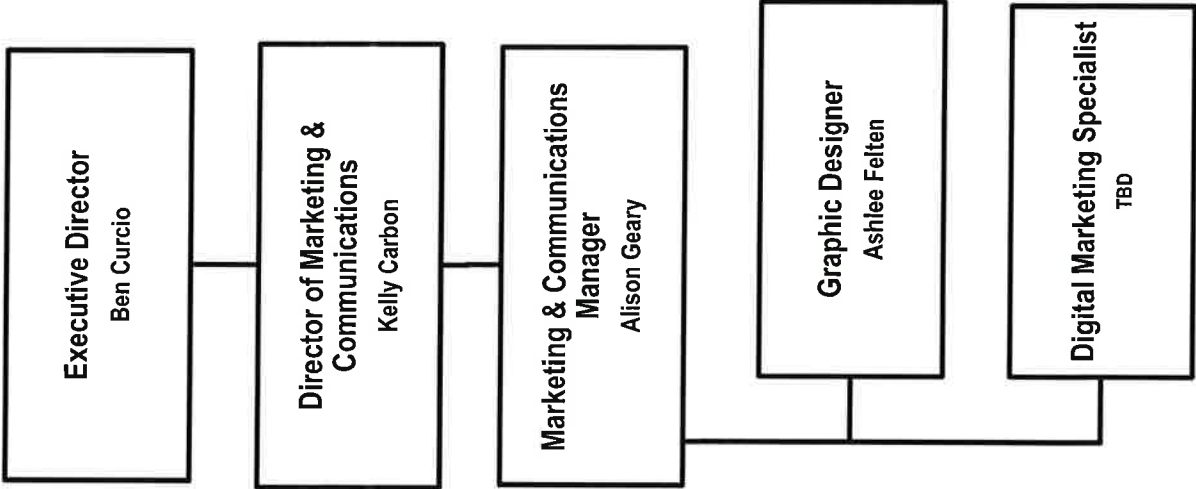 Executive Director
Ben Curcio
Director of Marketing &
Communications
Kelly Carbon
Marketing & Communications
Manager
Alison Geary
Graphic Designer
Ashlee Felten
Digital Marketing Specialist
TBD